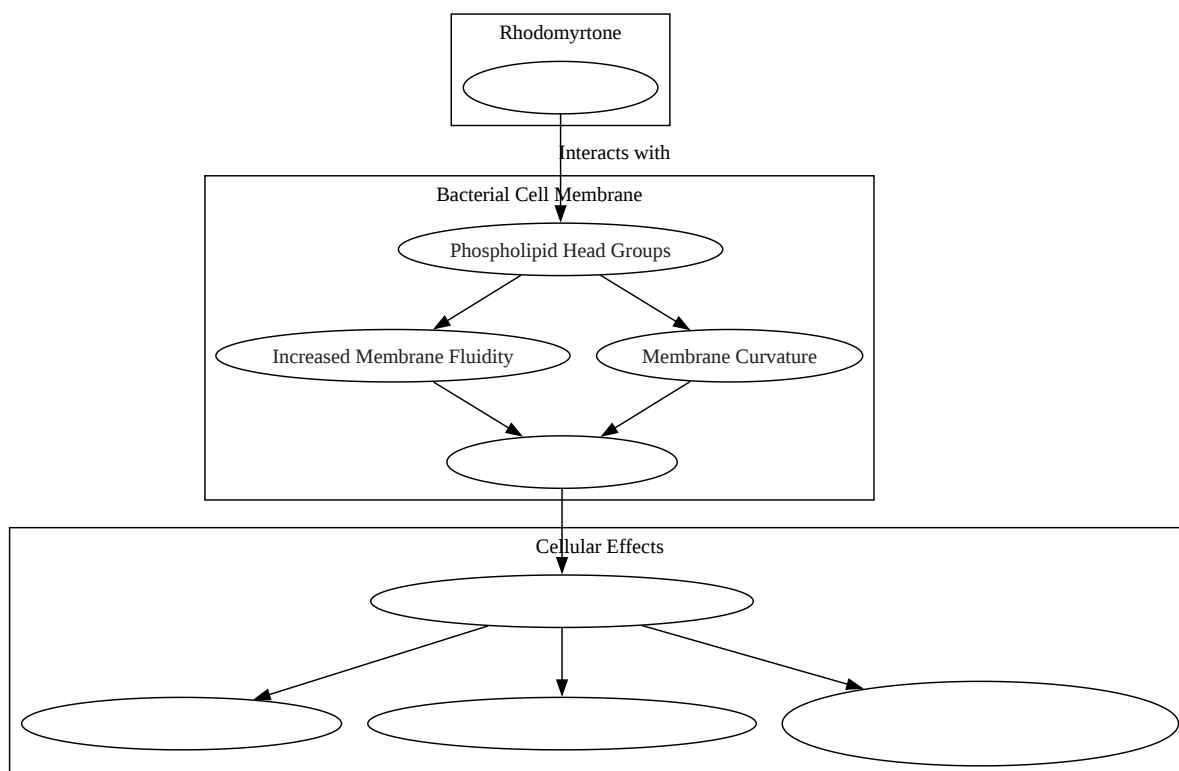 Rhodomyrtone
Interacts with
Bacterial Cell Membrane
Phospholipid Head Groups
Increased Membrane Fluidity
Membrane Curvature
Cellular Effects